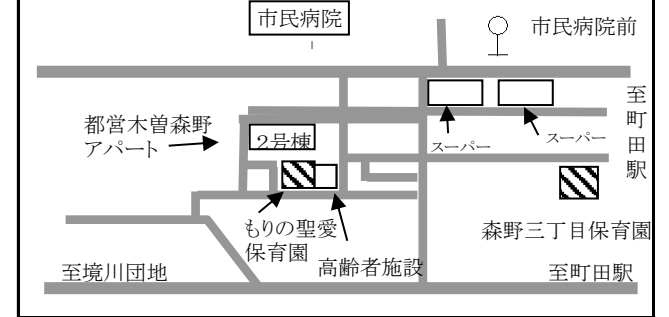 市民病院
市民病院前
都営木曽森野
アパート
2号棟
スーパー
スーパー
至町田駅
もりの聖愛
保育園
高齢者施設
森野三丁目保育園
至境川団地
至町田駅